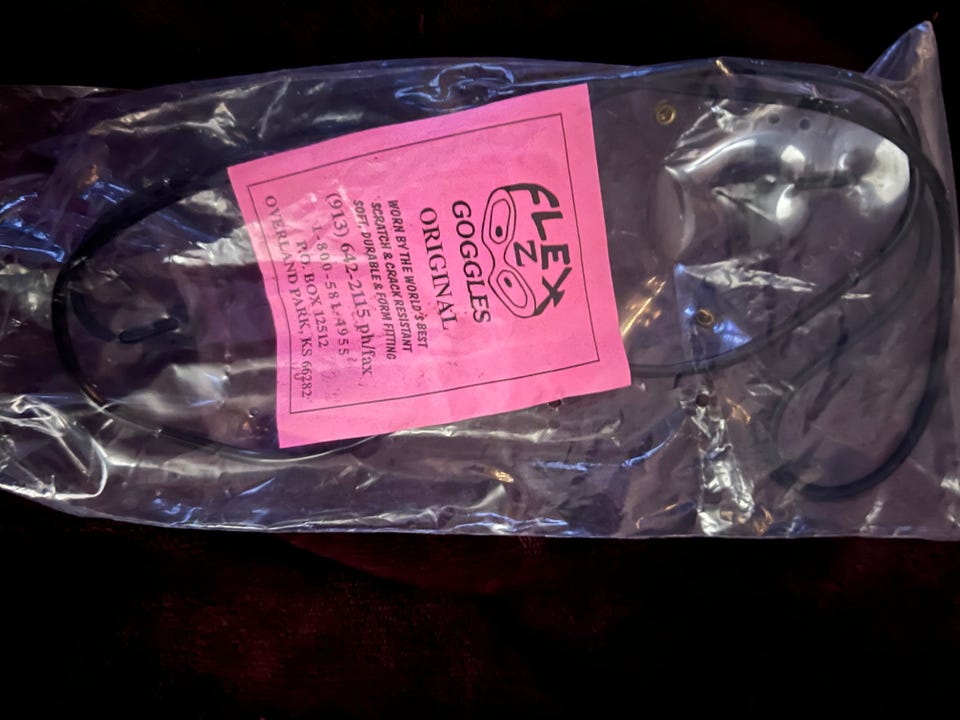 FLEX
Z
GOGGLES
ORIGINAL
WORN BY THE WORLD'S BEST
SCRATCH & CRACK RESISTANT
SOFT, DURABLE & FORM FITTING
(913) 642-2115 ph/fax
1-800-581-4955
P.O. BOX 12512
OVERLAND PARK, KS 66282